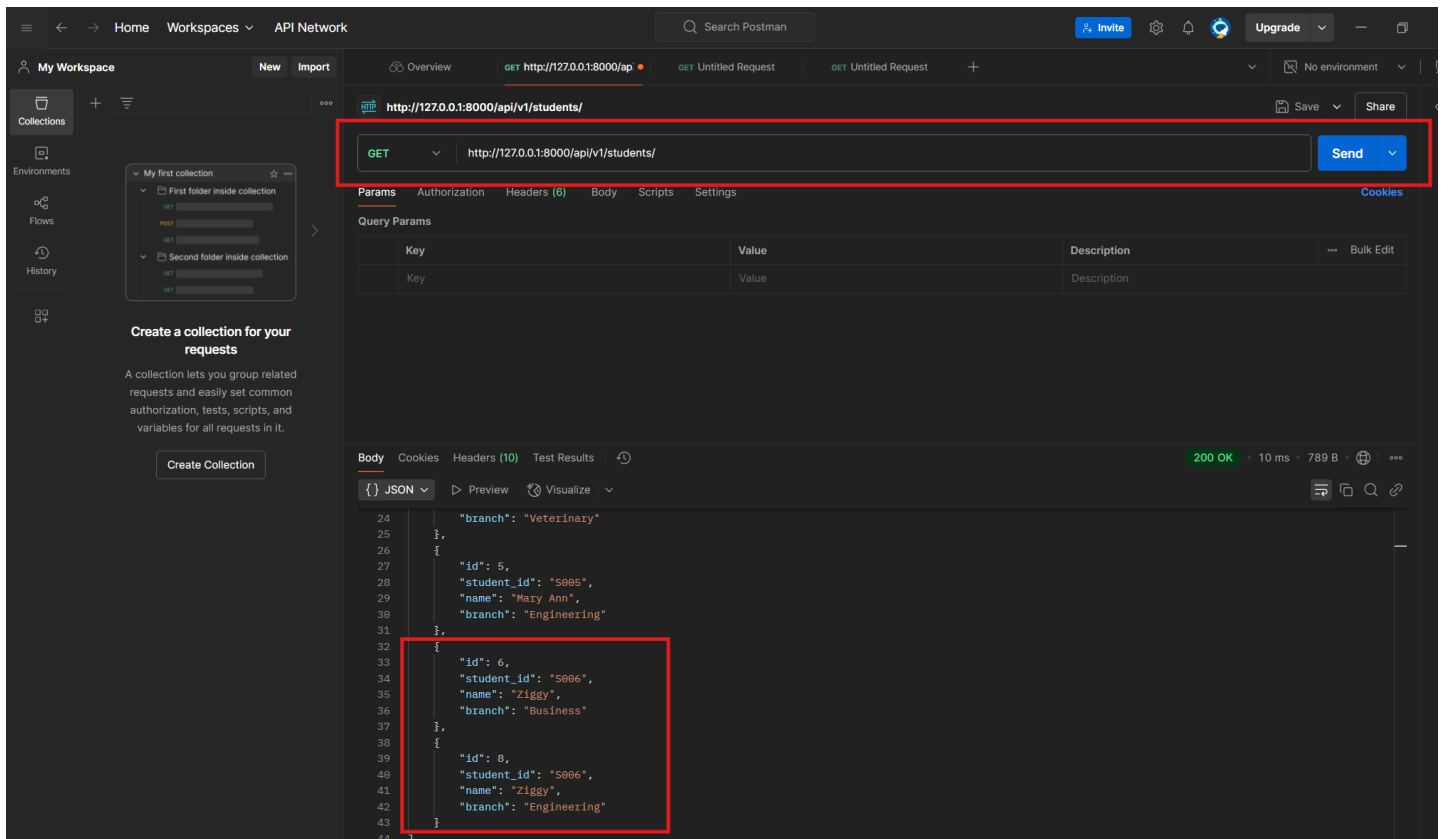 Home Workspaces API Network Search Postman Invite Upgrade
My Workspace New Import Overview GET http://127.0.0.1:8000/ap GET Untitled Request GET Untitled Request No environment
Collections
Environments
Flows
History
My first collection
First folder inside collection
GET
POST
GET
Second folder inside collection
GET
GET
Create a collection for your
requests
A collection lets you group related
requests and easily set common
authorization, tests, scripts, and
variables for all requests in it.
Create Collection
HTTP http://127.0.0.1:8000/api/v1/students/ Save Share
GET http://127.0.0.1:8000/api/v1/students/ Send
Params Authorization Headers (6) Body Scripts Settings Cookies
Query Params
Key Value Description Bulk Edit
Key Value Description
Body Cookies Headers (10) Test Results 200 OK 10 ms 789 B
{} JSON Preview Visualize
24 "branch": "Veterinary"
25 },
26 {
27 "id": 5,
28 "student_id": "S005",
29 "name": "Mary Ann",
30 "branch": "Engineering"
31 },
32 {
33 "id": 6,
34 "student_id": "S006",
35 "name": "Ziggy",
36 "branch": "Business"
37 },
38 {
39 "id": 8,
40 "student_id": "S006",
41 "name": "Ziggy",
42 "branch": "Engineering"
43 }
44 ]